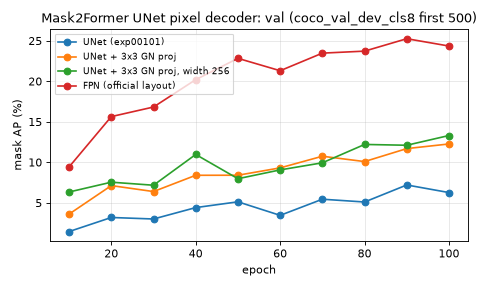 Mask2Former UNet pixel decoder: val (coco_val_dev_cls8 first 500)
mask AP (%)
25
20
15
10
5
UNet (exp00101)
UNet + 3x3 GN proj
UNet + 3x3 GN proj, width 256
FPN (official layout)
20 40 60 80 100
epoch